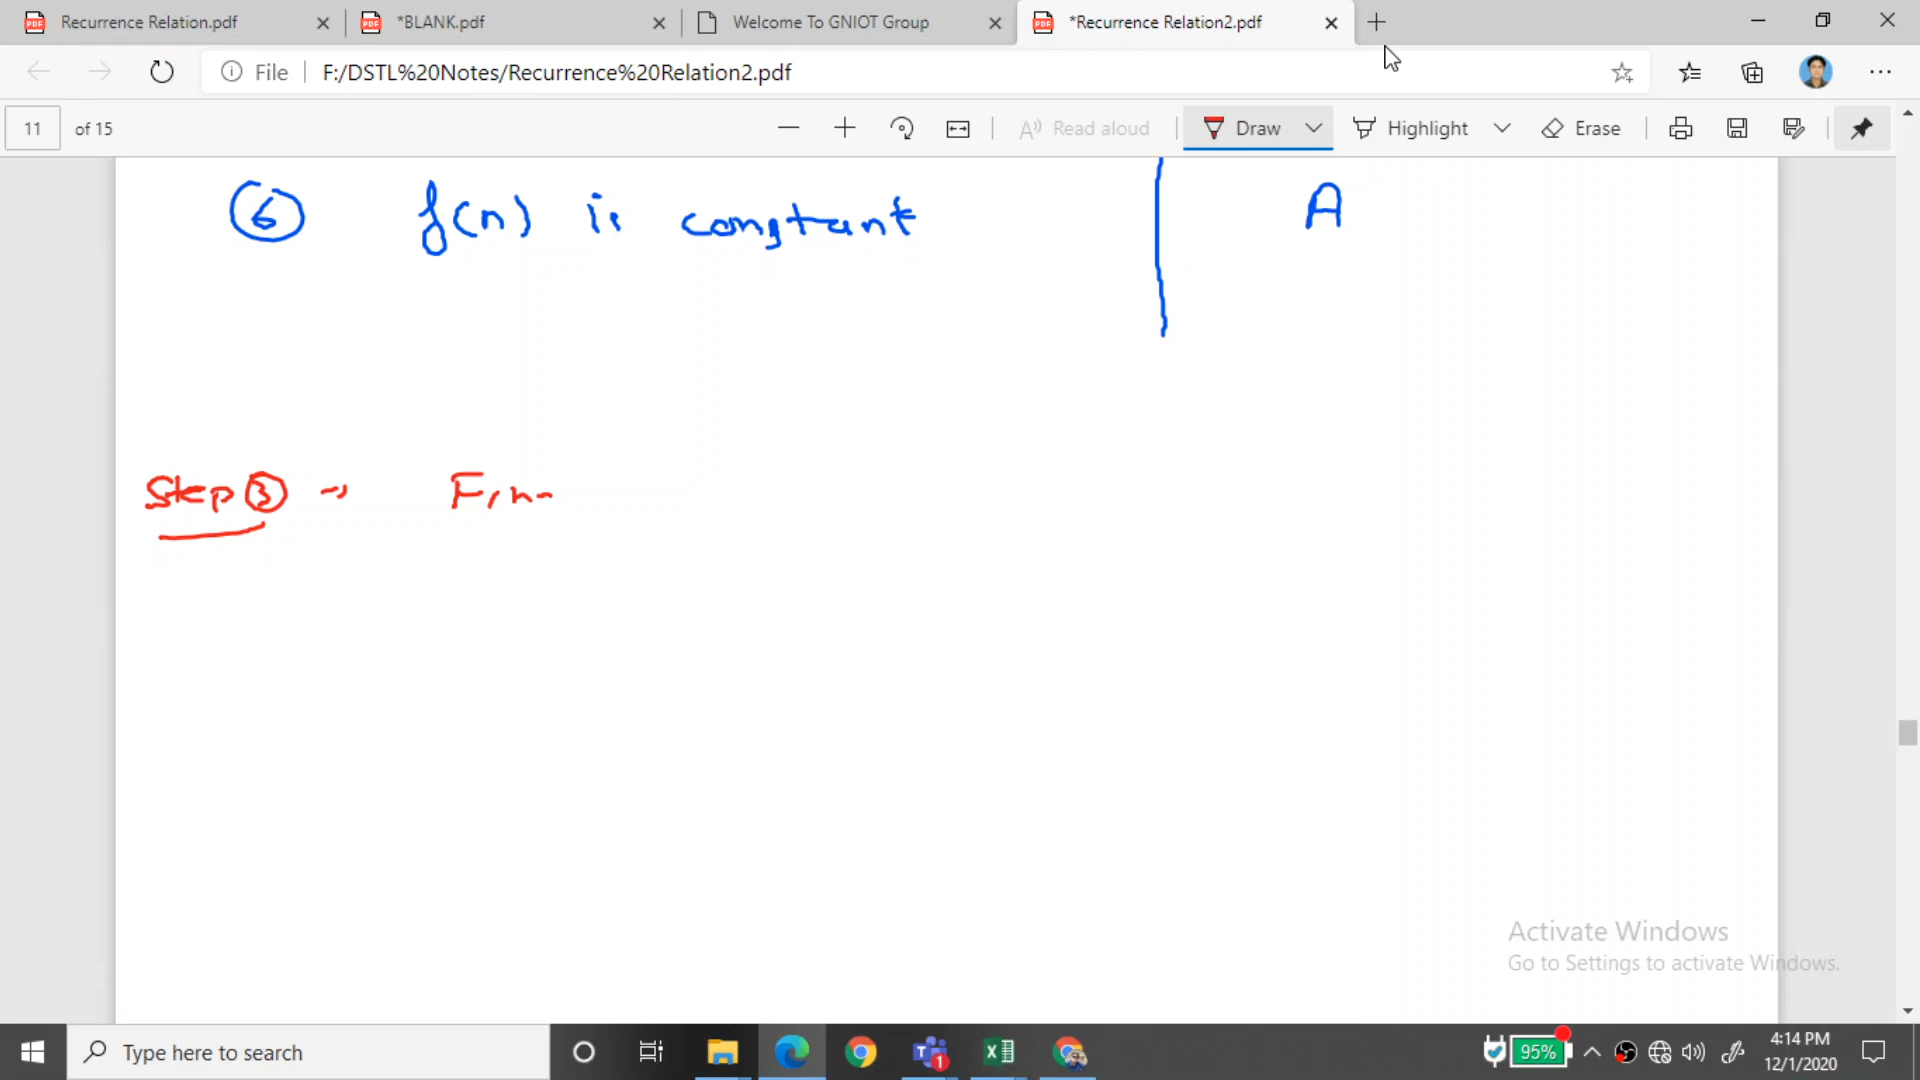 Recurrence Relation.pdf
*BLANK.pdf
Welcome To GNIOT Group
*Recurrence Relation2.pdf
File
F:/DSTL%20Notes/Recurrence%20Relation2.pdf
11 of 15
Read aloud
Draw
Highlight
Erase
6 f(n) is constant A
Step 3
Activate Windows
Go to Settings to activate Windows.
Type here to search
1
95%
4:14 PM
12/1/2020